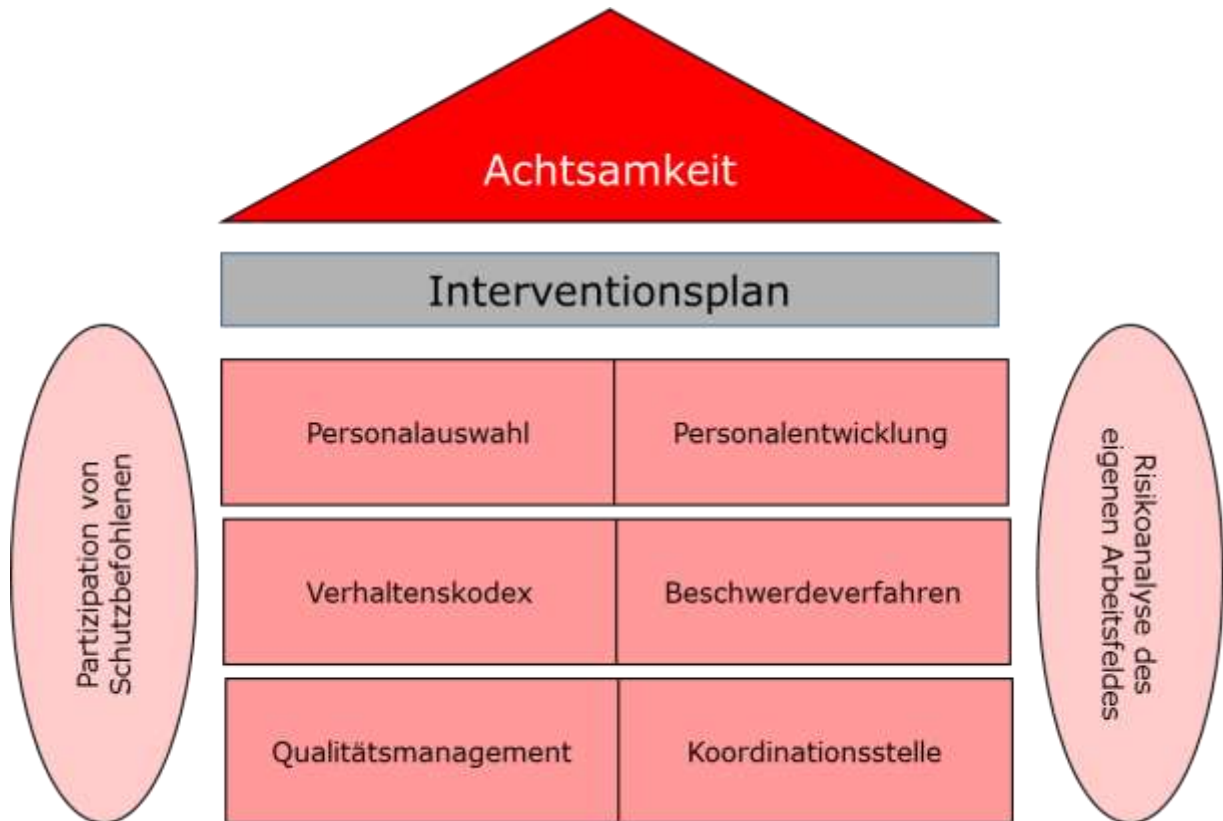 Achtsamkeit
Interventionsplan
Partizipation von
Schutzbefohlenen
Personalauswahl
Personalentwicklung
Verhaltenskodex
Beschwerdeverfahren
Qualitätsmanagement
Koordinationsstelle
Risikoanalyse des
eigenen Arbeitsfeldes